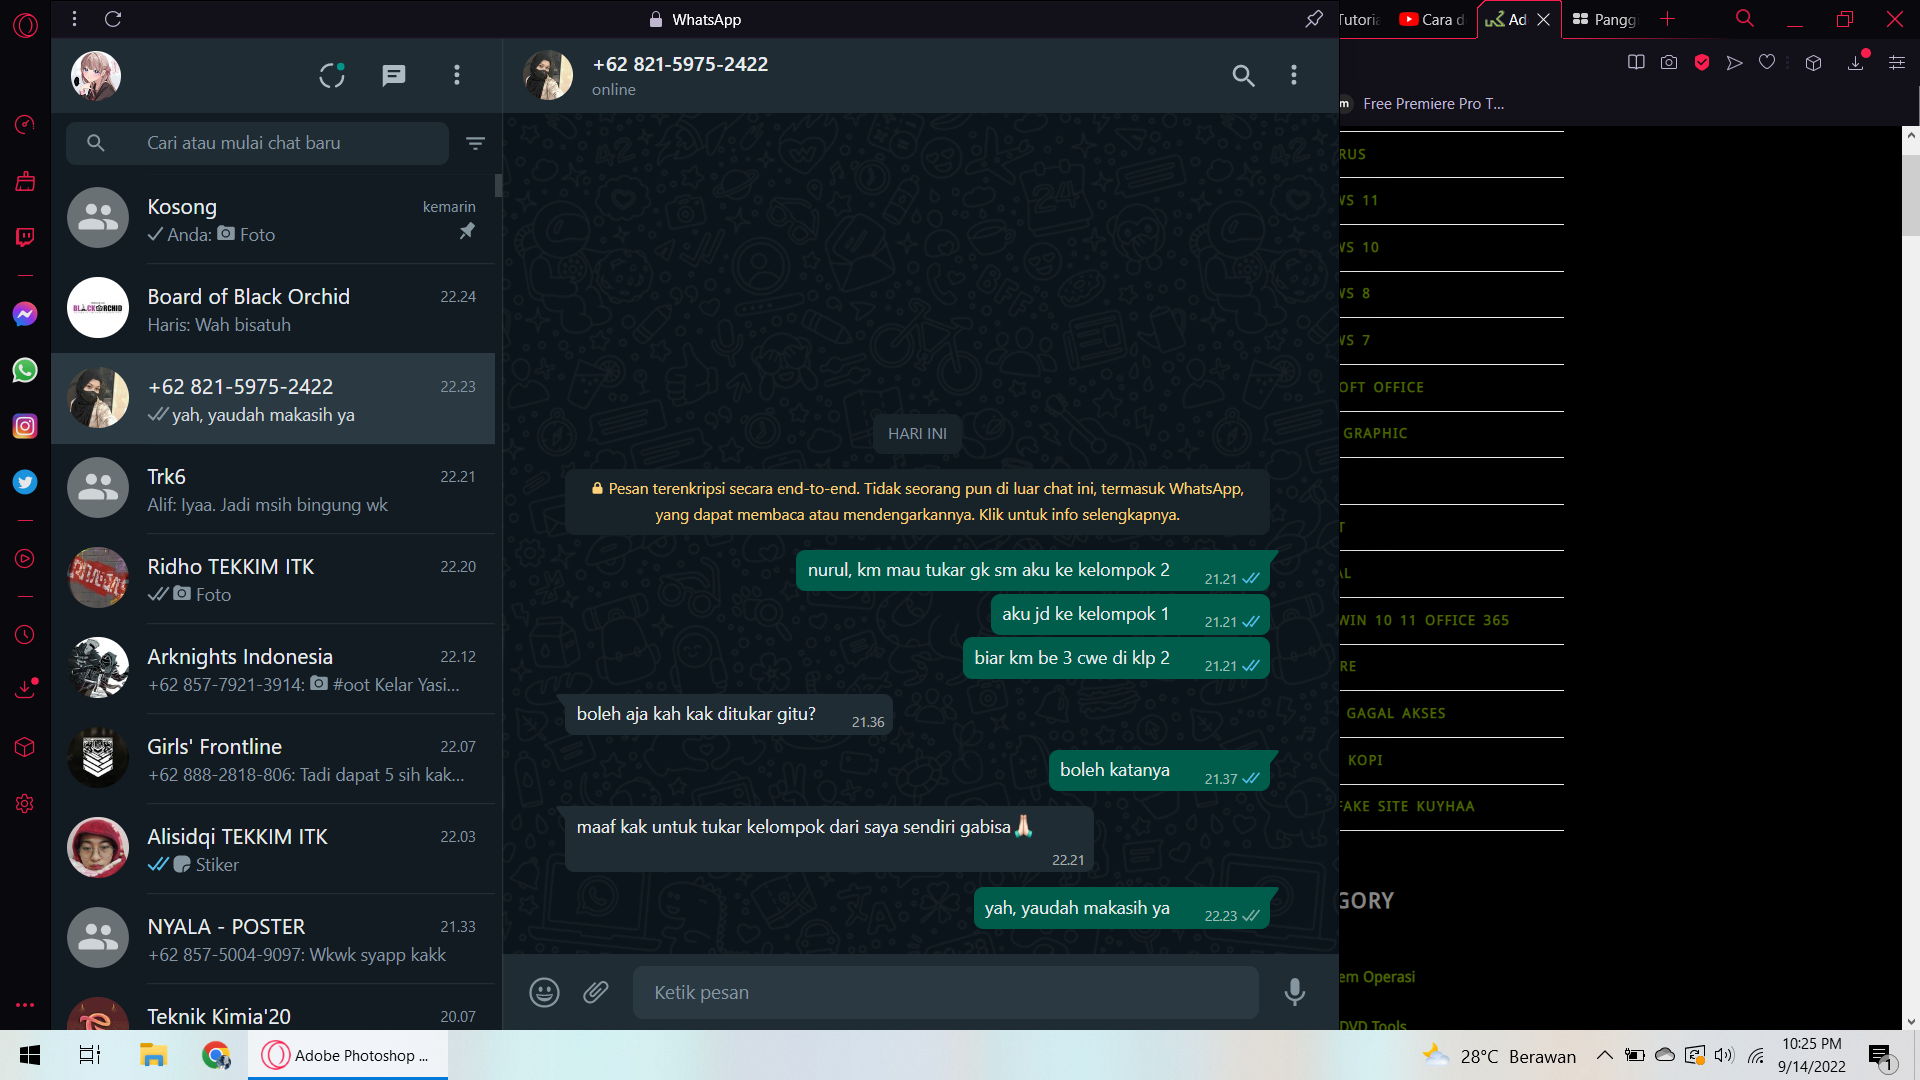 WhatsApp
Cari atau mulai chat baru
Kosong
kemarin
Anda: Foto
Board of Black Orchid
22.24
Haris: Wah bisatuh
BLACK ORCHID
+62 821-5975-2422
22.23
yah, yaudah makasih ya
Trk6
22.21
Alif: Iyaa. Jadi msih bingung wk
Ridho TEKKIM ITK
22.20
Foto
Arknights Indonesia
22.12
+62 857-7921-3914: #oot Kelar Yasi...
Girls' Frontline
22.07
+62 888-2818-806: Tadi dapat 5 sih kak...
Alisidqi TEKKIM ITK
22.03
Stiker
NYALA - POSTER
21.33
+62 857-5004-9097: Wkwk syapp kakk
Teknik Kimia'20
20.07
+62 821-5975-2422
online
HARI INI
Pesan terenkripsi secara end-to-end. Tidak seorang pun di luar chat ini, termasuk WhatsApp,
yang dapat membaca atau mendengarkannya. Klik untuk info selengkapnya.
nurul, km mau tukar gk sm aku ke kelompok 2
21.21
aku jd ke kelompok 1
21.21
biar km be 3 cwe di klp 2
21.21
boleh aja kah kak ditukar gitu?
21.36
boleh katanya
21.37
maaf kak untuk tukar kelompok dari saya sendiri gabisa🙏🏻
22.21
yah, yaudah makasih ya
22.23
Ketik pesan
Tutoria
Cara d
Ad
Pangg
m Free Premiere Pro T...
RUS
WS 11
WS 10
WS 8
WS 7
OFT OFFICE
GRAPHIC
T
AL
WIN 10 11 OFFICE 365
RE
GAGAL AKSES
KOPI
FAKE SITE KUYHAA
GORY
em Operasi
DVD Tools
Adobe Photoshop ...
28°C Berawan
10:25 PM
9/14/2022
1